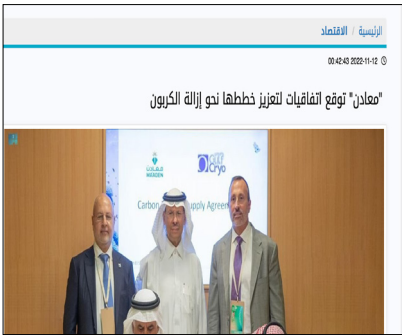 الرئيسية / الاقتصاد
2022-11-12 00:42:43
"معادن" توقع اتفاقيات لتعزيز خططها نحو إزالة الكربون
معادن
MAADEN
Gulf
Cryo
Carbon Supply Agree